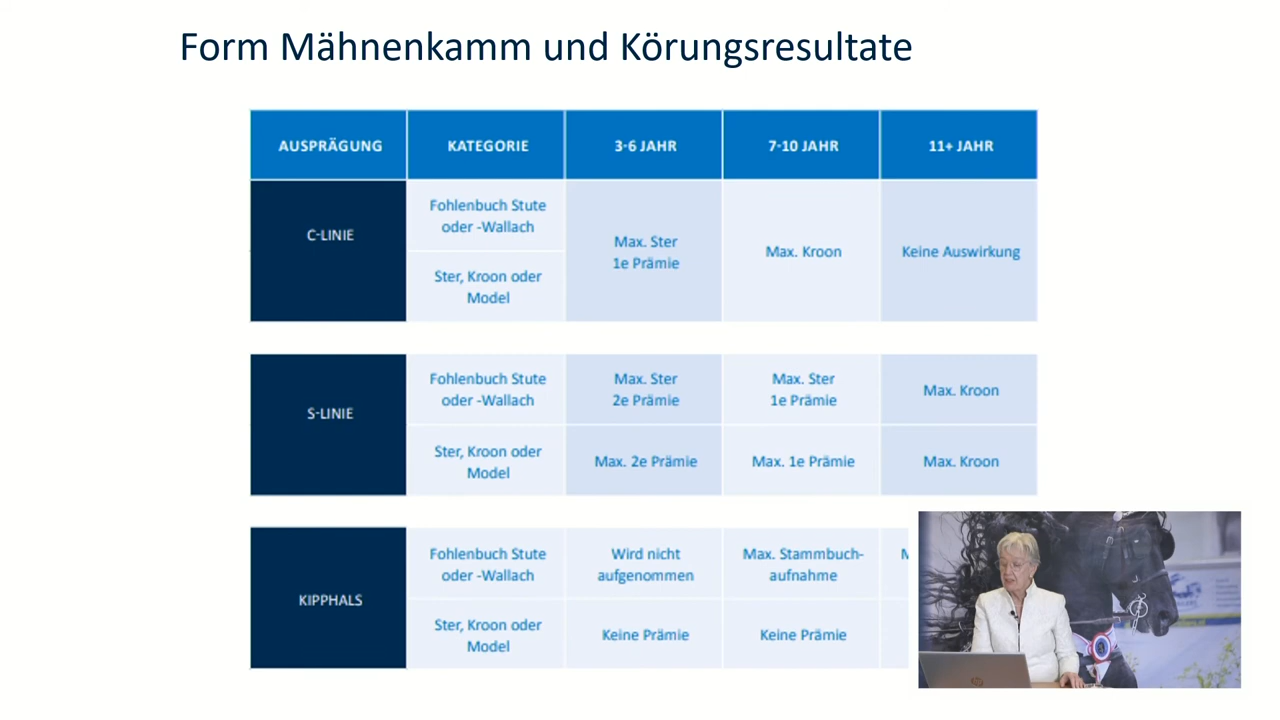 Form Mähnenkamm und Körungsresultate
AUSPRÄGUNG KATEGORIE 3-6 JAHR 7-10 JAHR 11+ JAHR
C-LINIE
Fohlenbuch Stute
oder -Wallach
Ster, Kroon oder
Model
Max. Ster
1e Prämie
Max. Kroon
Keine Auswirkung
S-LINIE
Fohlenbuch Stute
oder -Wallach
Max. Ster
2e Prämie
Max. Ster
1e Prämie
Max. Kroon
Ster, Kroon oder
Model
Max. 2e Prämie
Max. 1e Prämie
Max. Kroon
KIPPHALS
Fohlenbuch Stute
oder -Wallach
Wird nicht
aufgenommen
Max. Stammbuch-
aufnahme
Ster, Kroon oder
Model
Keine Prämie
Keine Prämie